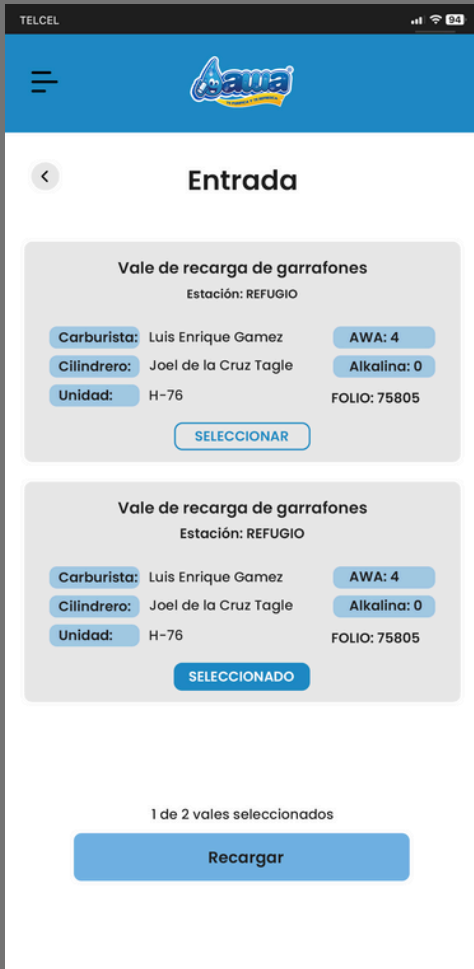 TELCEL 94
awa
Entrada
Vale de recarga de garrafones
Estación: REFUGIO
Carburista: Luis Enrique Gamez AWA: 4
Cilindrero: Joel de la Cruz Tagle Alkalina: 0
Unidad: H-76 FOLIO: 75805
SELECCIONAR
Vale de recarga de garrafones
Estación: REFUGIO
Carburista: Luis Enrique Gamez AWA: 4
Cilindrero: Joel de la Cruz Tagle Alkalina: 0
Unidad: H-76 FOLIO: 75805
SELECCIONADO
1 de 2 vales seleccionados
Recargar